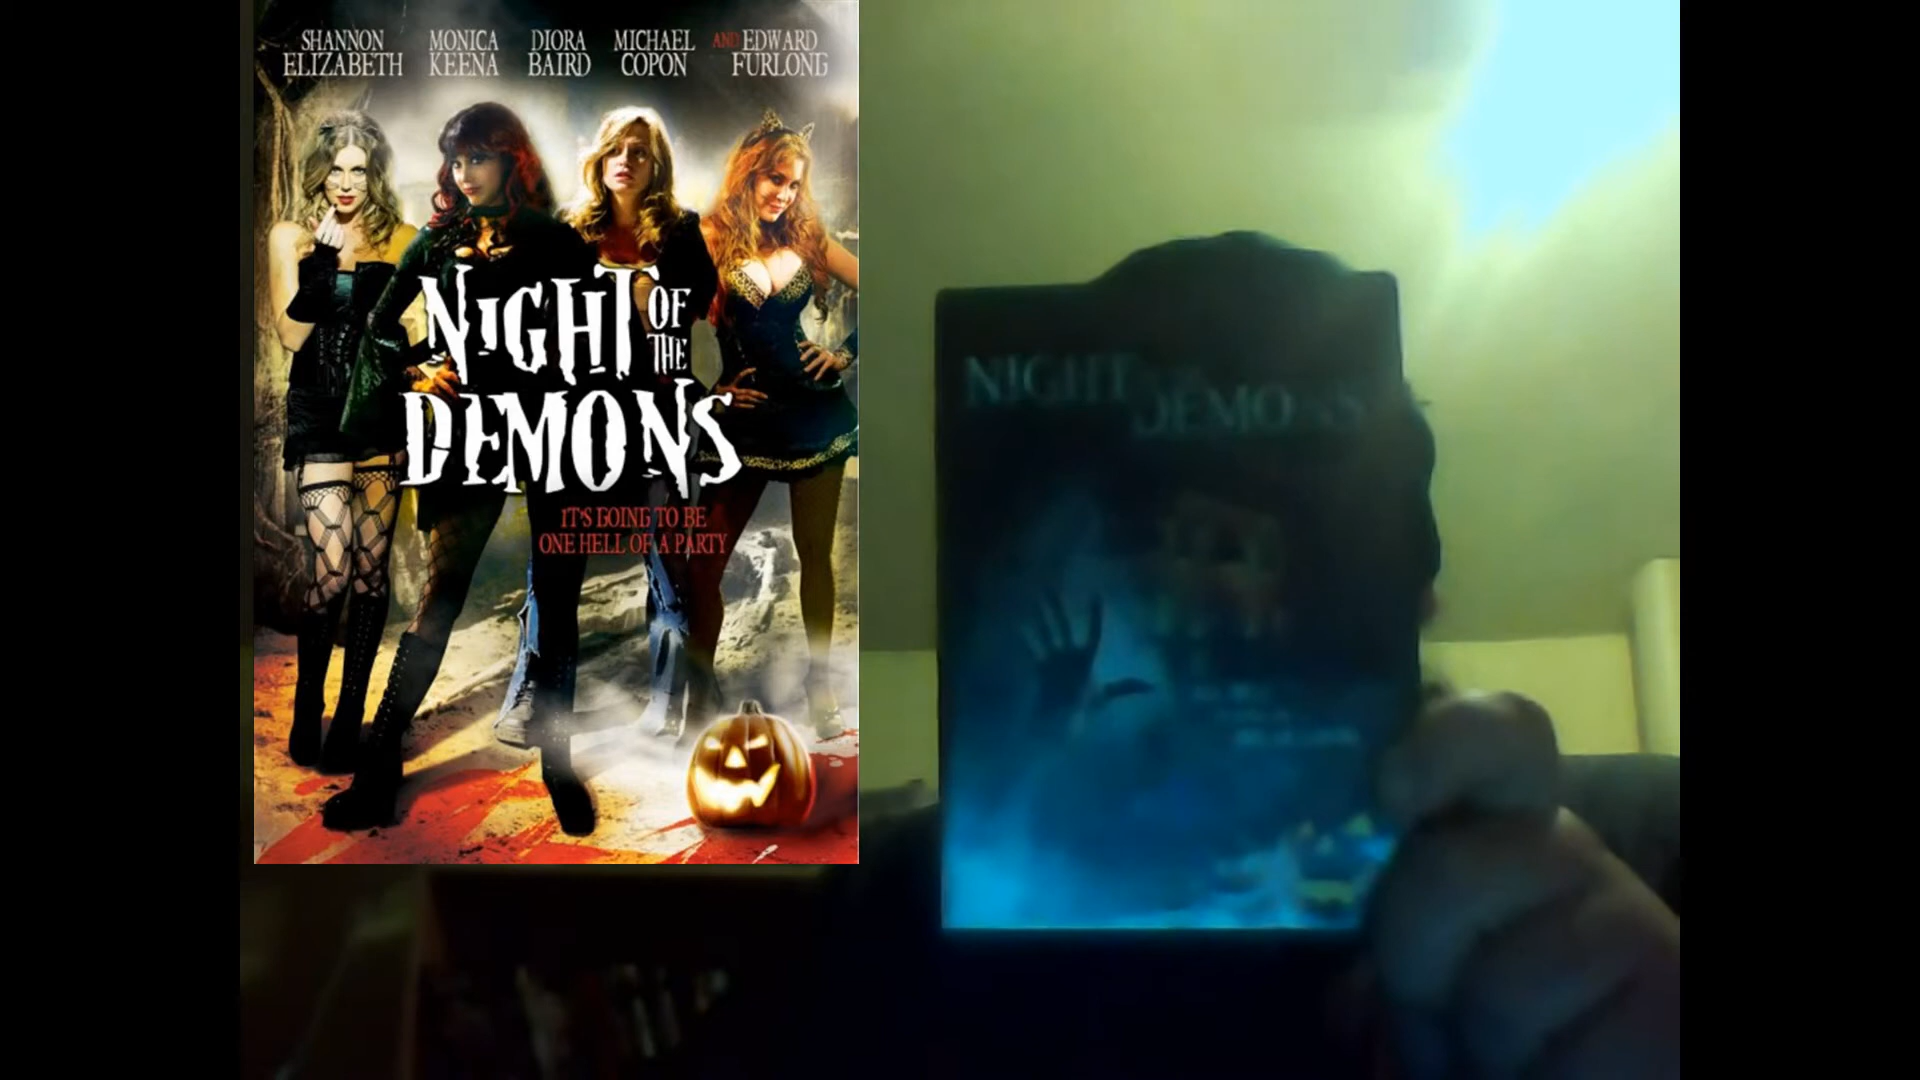 SHANNON
ELIZABETH
MONICA
KEENA
DIORA
BAIRD
MICHAEL
COPON
AND EDWARD
FURLONG
NIGHT OF
THE
DEMONS
IT'S GOING TO BE
ONE HELL OF A PARTY
NIGHT
DEMONS